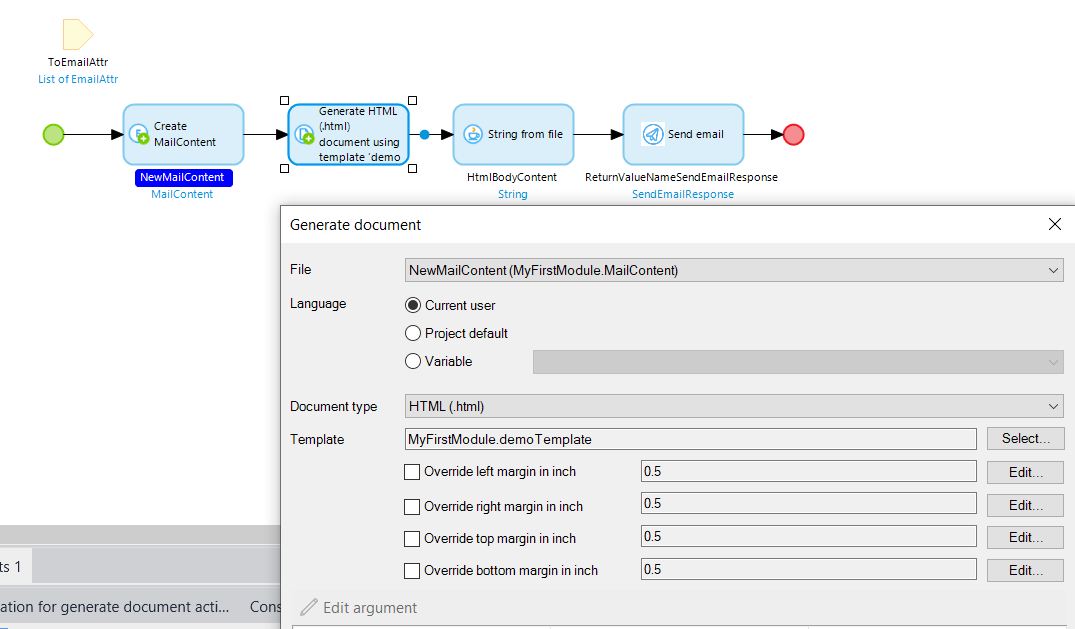 ToEmailAttr
List of EmailAttr
Create
MailContent
NewMailContent
MailContent
Generate HTML
(.html)
document using
template 'demo
String from file
HtmlBodyContent
String
Send email
ReturnValueNameSendEmailResponse
SendEmailResponse
Generate document
File
NewMailContent (MyFirstModule.MailContent)
Language
Current user
Project default
Variable
Document type
HTML (.html)
Template
MyFirstModule.demoTemplate
Select...
Override left margin in inch
0.5
Edit...
Override right margin in inch
0.5
Edit...
Override top margin in inch
0.5
Edit...
Override bottom margin in inch
0.5
Edit...
Edit argument
ts 1
ation for generate document acti...
Cons